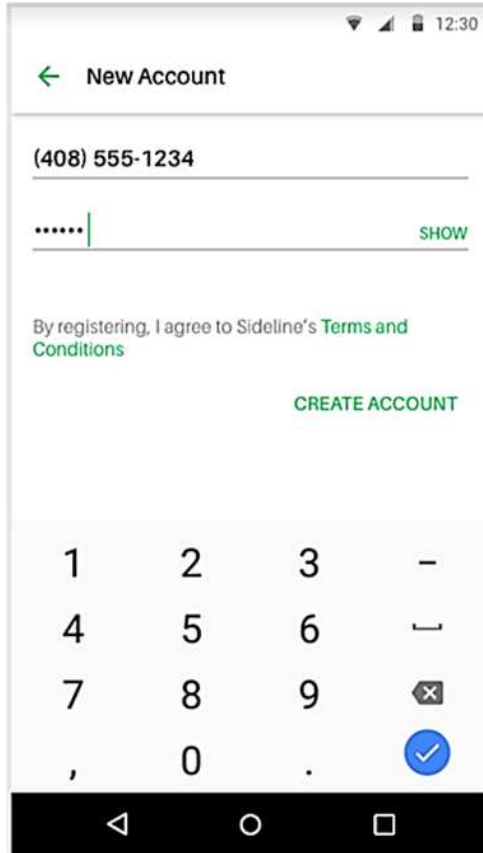 12:30
New Account
(408) 555-1234
••••••
SHOW
By registering, I agree to Sideline's Terms and
Conditions
CREATE ACCOUNT
1 2 3 –
4 5 6
7 8 9
, 0 .